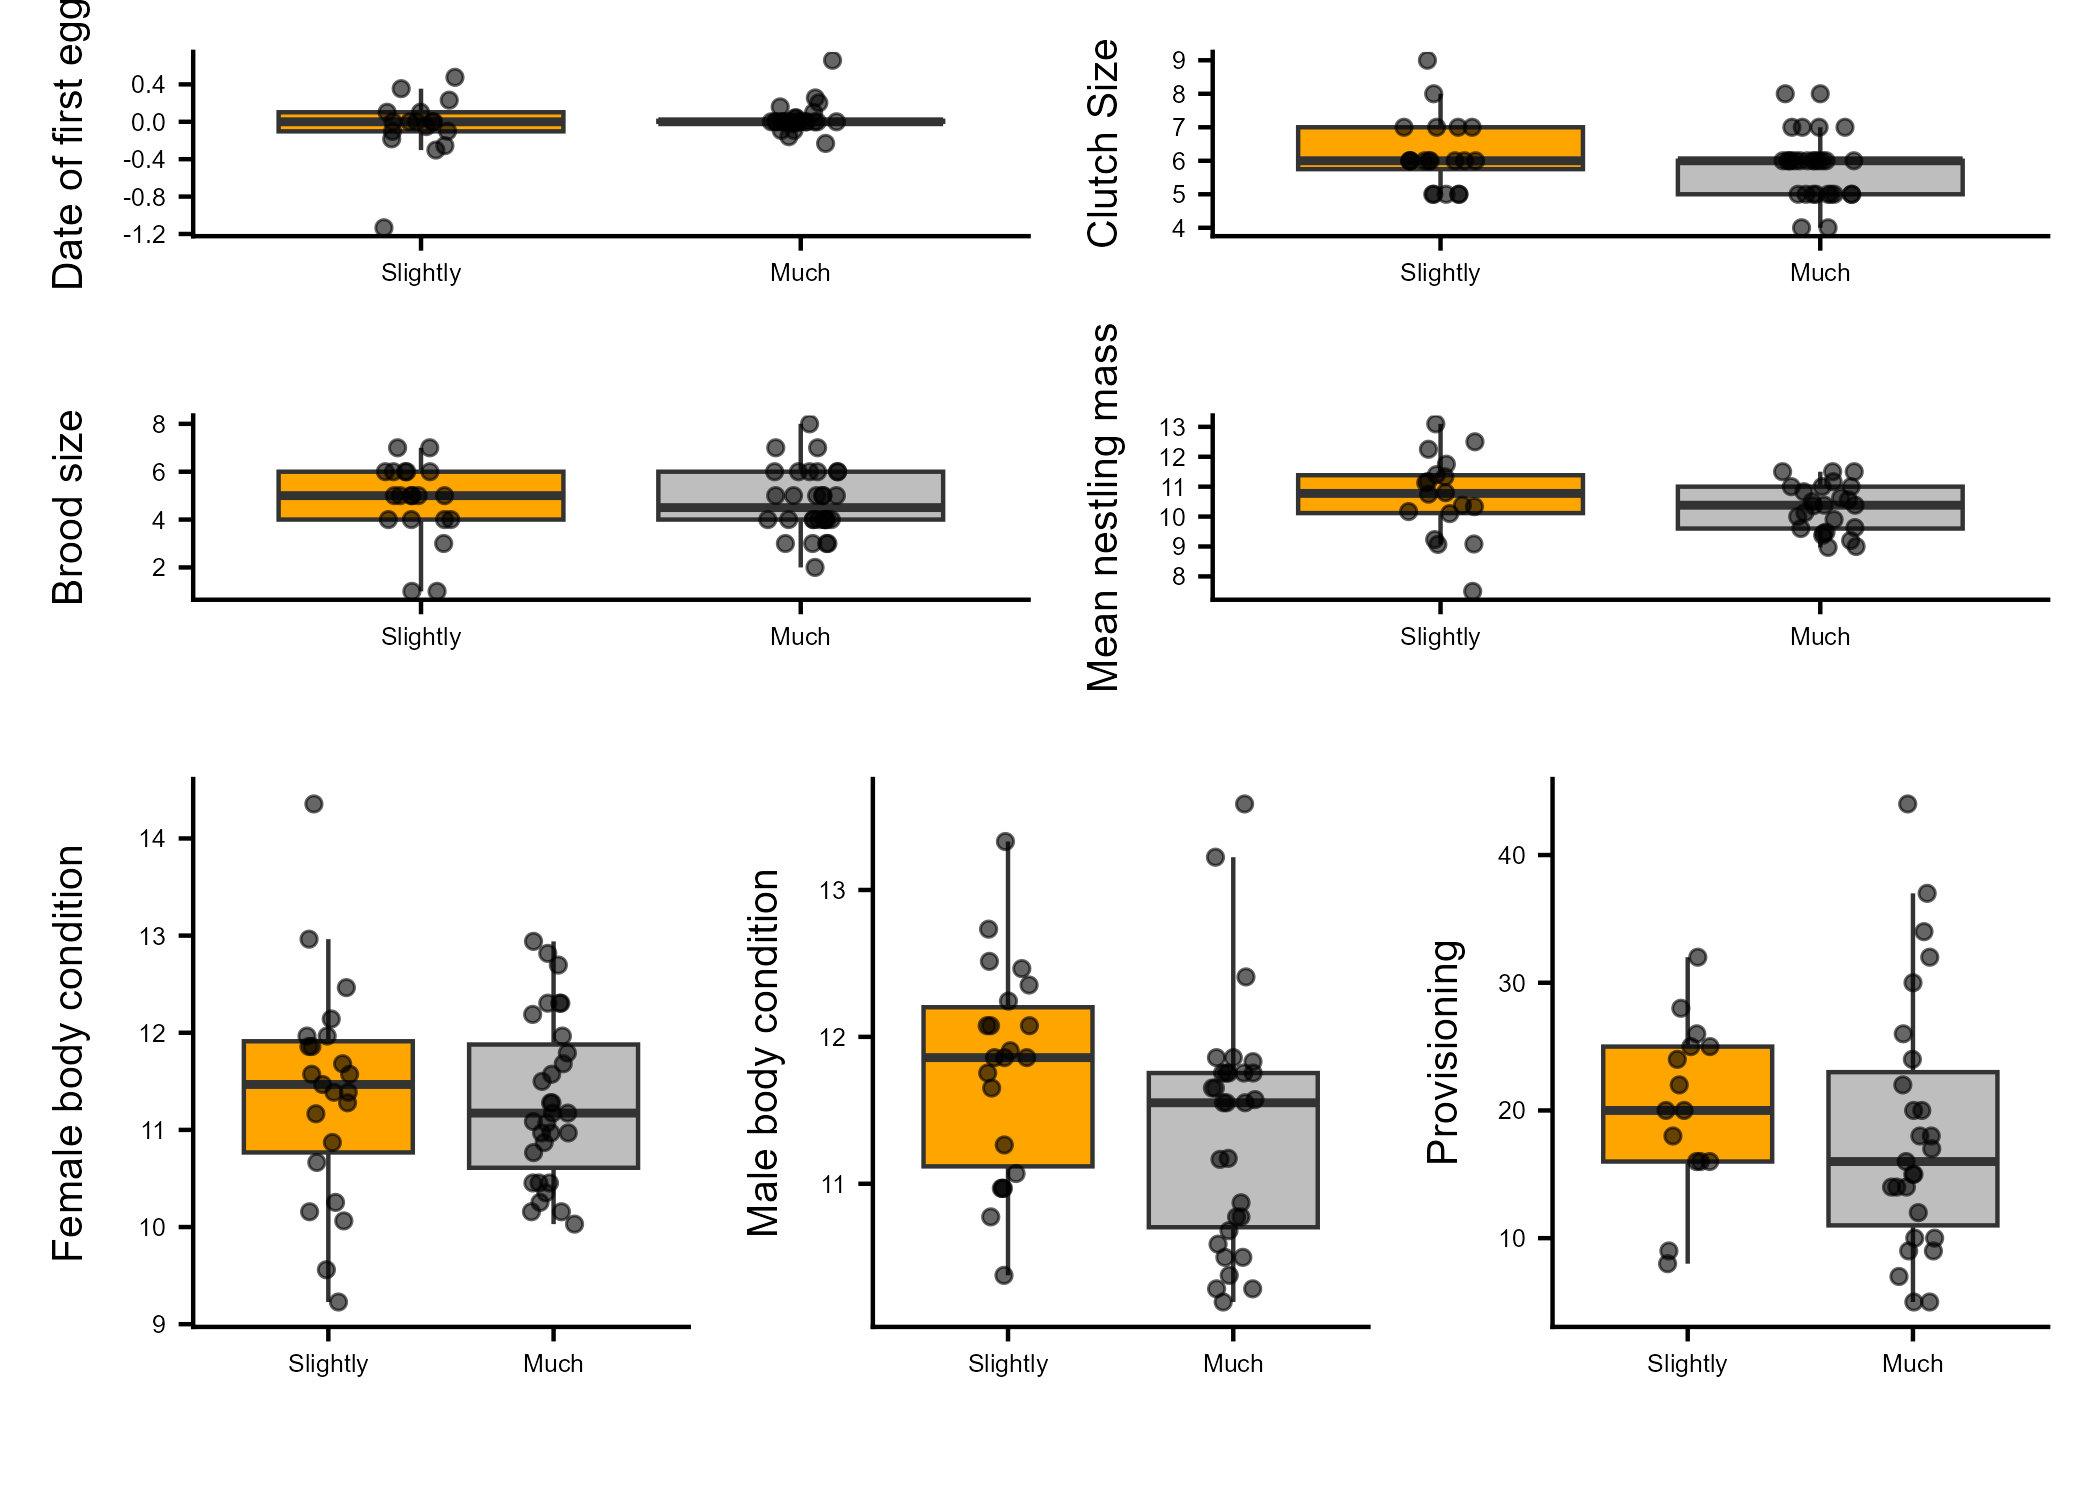 Date of first egg
0.4
0.0
-0.4
-0.8
-1.2
Slightly
Much
Clutch Size
9
8
7
6
5
4
Slightly
Much
Brood size
8
6
4
2
Slightly
Much
Mean nestling mass
13
12
11
10
9
8
Slightly
Much
Female body condition
14
13
12
11
10
9
Slightly
Much
Male body condition
13
12
11
Slightly
Much
Provisioning
40
30
20
10
Slightly
Much